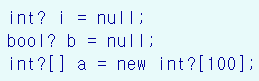 int? i = null;
bool? b = null;
int?[] a = new int?[100];